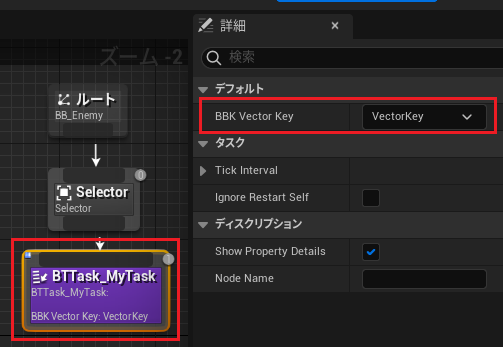 ズーム -2
ルート
BB_Enemy
Selector
Selector
BTTask_MyTask
BTTask_MyTask:
BBK Vector Key: VectorKey
詳細
検索
デフォルト
BBK Vector Key
VectorKey
タスク
Tick Interval
Ignore Restart Self
ディスクリプション
Show Property Details
Node Name